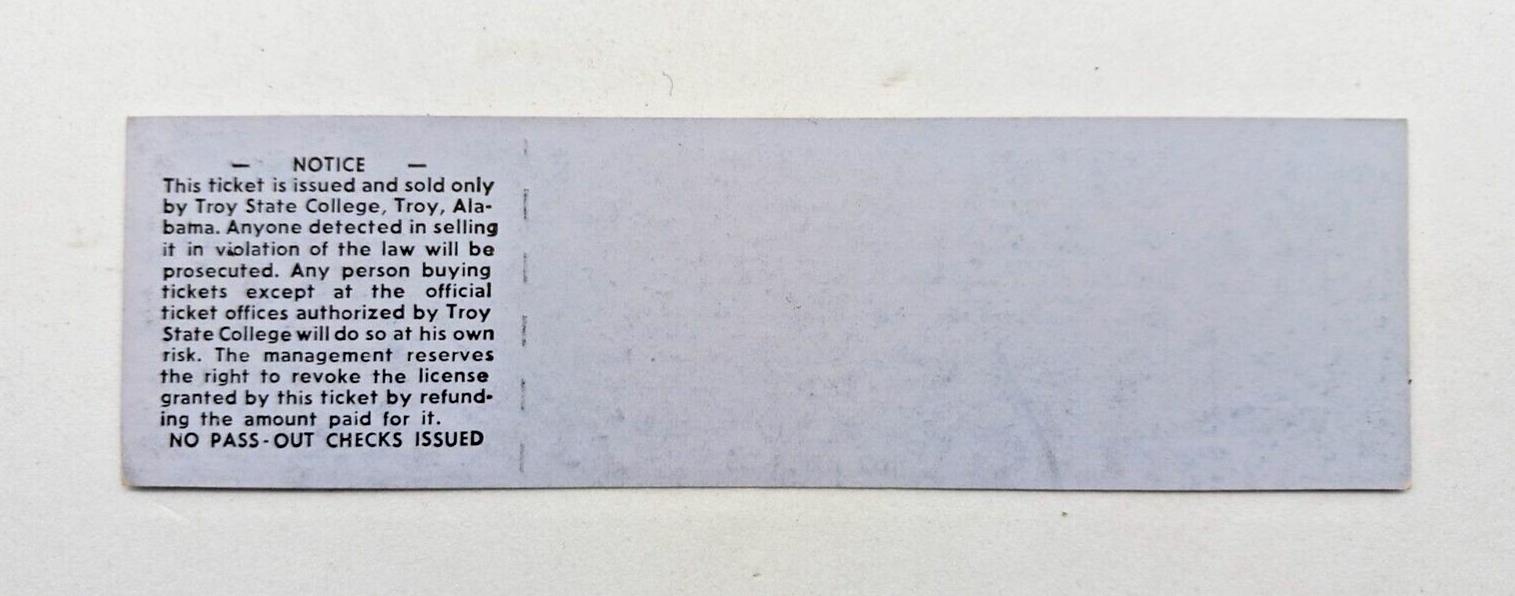 — NOTICE —
This ticket is issued and sold only
by Troy State College, Troy, Ala-
bama. Anyone detected in selling
it in violation of the law will be
prosecuted. Any person buying
tickets except at the official
ticket offices authorized by Troy
State College will do so at his own
risk. The management reserves
the right to revoke the license
granted by this ticket by refund-
ing the amount paid for it.
NO PASS-OUT CHECKS ISSUED